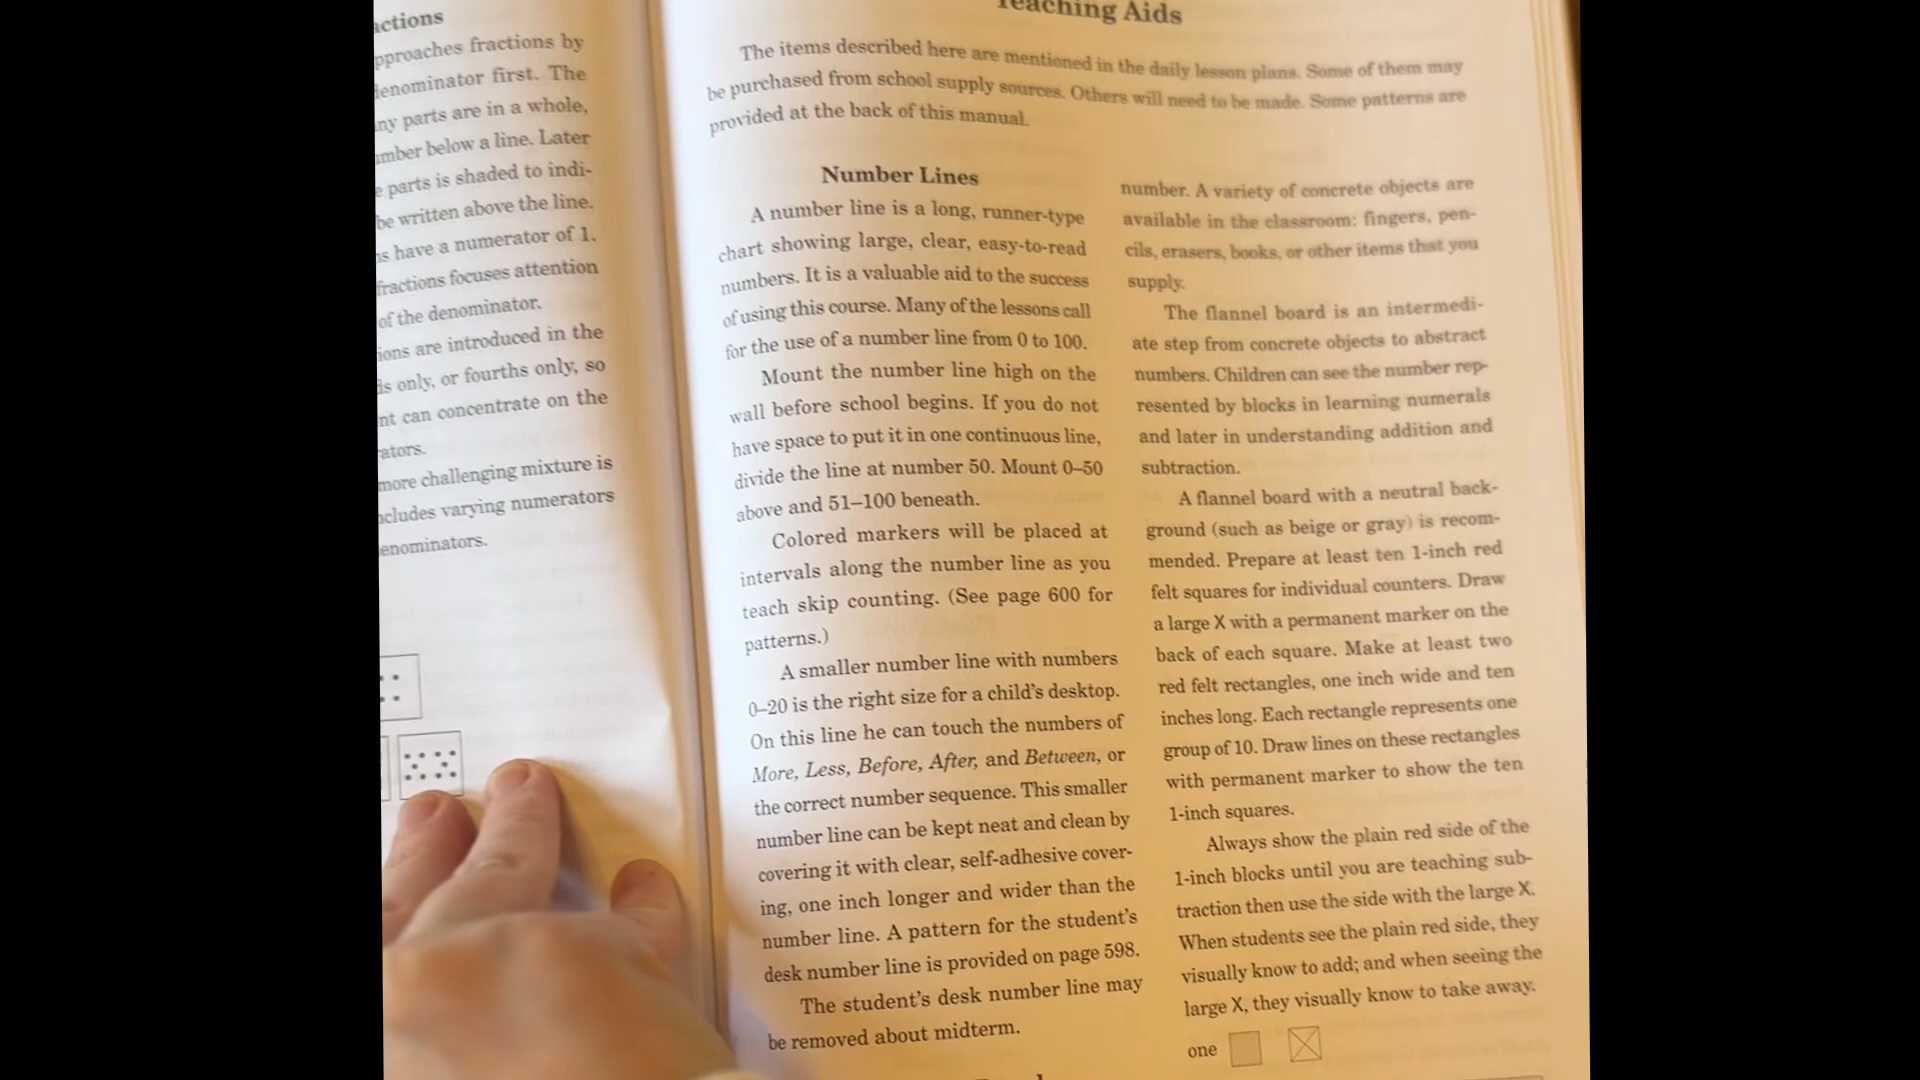 actions
pproaches fractions by
denominator first. The
ny parts are in a whole,
umber below a line. Later
e parts is shaded to indi-
be written above the line.
s have a numerator of 1.
fractions focuses attention
of the denominator.
ions are introduced in the
ds only, or fourths only, so
nt can concentrate on the
ators.
more challenging mixture is
ncludes varying numerators
enominators.
Teaching Aids
The items described here are mentioned in the daily lesson plans. Some of them may
be purchased from school supply sources. Others will need to be made. Some patterns are
provided at the back of this manual.
Number Lines
A number line is a long, runner-type
chart showing large, clear, easy-to-read
numbers. It is a valuable aid to the success
of using this course. Many of the lessons call
for the use of a number line from 0 to 100.
Mount the number line high on the
wall before school begins. If you do not
have space to put it in one continuous line,
divide the line at number 50. Mount 0–50
above and 51–100 beneath.
Colored markers will be placed at
intervals along the number line as you
teach skip counting. (See page 600 for
patterns.)
A smaller number line with numbers
0–20 is the right size for a child's desktop.
On this line he can touch the numbers of
More, Less, Before, After, and Between, or
the correct number sequence. This smaller
number line can be kept neat and clean by
covering it with clear, self-adhesive cover-
ing, one inch longer and wider than the
number line. A pattern for the student's
desk number line is provided on page 598.
The student's desk number line may
be removed about midterm.
number. A variety of concrete objects are
available in the classroom: fingers, pen-
cils, erasers, books, or other items that you
supply.
The flannel board is an intermedi-
ate step from concrete objects to abstract
numbers. Children can see the number rep-
resented by blocks in learning numerals
and later in understanding addition and
subtraction.
A flannel board with a neutral back-
ground (such as beige or gray) is recom-
mended. Prepare at least ten 1-inch red
felt squares for individual counters. Draw
a large X with a permanent marker on the
back of each square. Make at least two
red felt rectangles, one inch wide and ten
inches long. Each rectangle represents one
group of 10. Draw lines on these rectangles
with permanent marker to show the ten
1-inch squares.
Always show the plain red side of the
1-inch blocks until you are teaching sub-
traction then use the side with the large X.
When students see the plain red side, they
visually know to add; and when seeing the
large X, they visually know to take away.
one